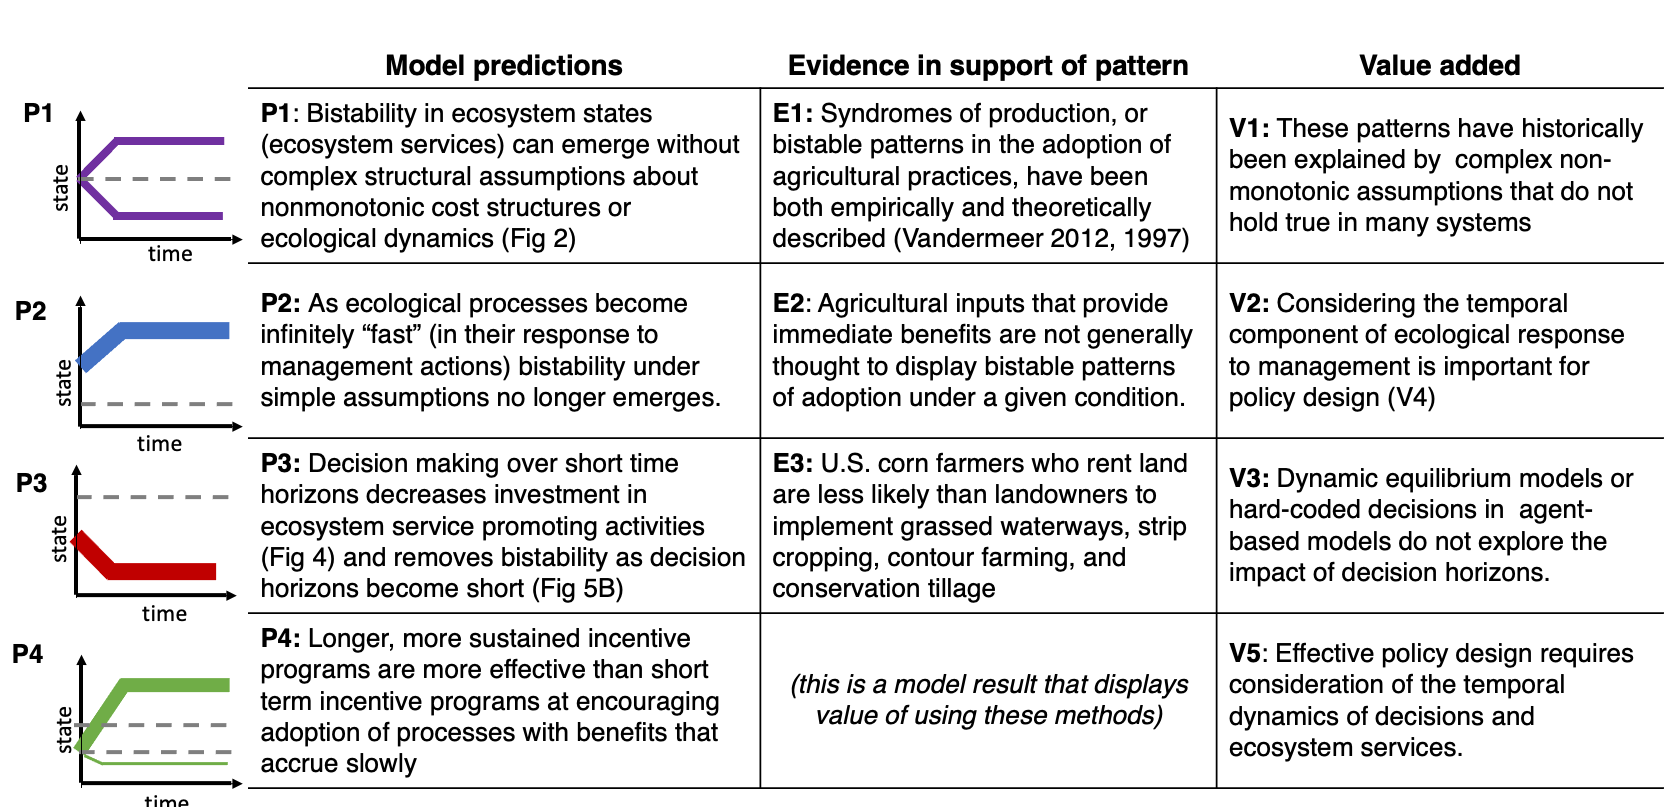 Model predictions
Evidence in support of pattern
Value added
P1
state
time
P1: Bistability in ecosystem states
(ecosystem services) can emerge without
complex structural assumptions about
nonmonotonic cost structures or
ecological dynamics (Fig 2)
E1: Syndromes of production, or
bistable patterns in the adoption of
agricultural practices, have been
both empirically and theoretically
described (Vandermeer 2012, 1997)
V1: These patterns have historically
been explained by  complex non-
monotonic assumptions that do not
hold true in many systems
P2
state
time
P2: As ecological processes become
infinitely “fast” (in their response to
management actions) bistability under
simple assumptions no longer emerges.
E2: Agricultural inputs that provide
immediate benefits are not generally
thought to display bistable patterns
of adoption under a given condition.
V2: Considering the temporal
component of ecological response
to management is important for
policy design (V4)
P3
state
time
P3: Decision making over short time
horizons decreases investment in
ecosystem service promoting activities
(Fig 4) and removes bistability as decision
horizons become short (Fig 5B)
E3: U.S. corn farmers who rent land
are less likely than landowners to
implement grassed waterways, strip
cropping, contour farming, and
conservation tillage
V3: Dynamic equilibrium models or
hard-coded decisions in  agent-
based models do not explore the
impact of decision horizons.
P4
state
time
P4: Longer, more sustained incentive
programs are more effective than short
term incentive programs at encouraging
adoption of processes with benefits that
accrue slowly
(this is a model result that displays
value of using these methods)
V5: Effective policy design requires
consideration of the temporal
dynamics of decisions and
ecosystem services.